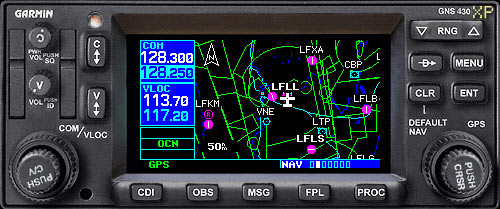 GARMIN
GNS 430 XP
PWR
VOL PUSH
SQ
C
COM
128.300
128.250
VLOC
113.70
117.20
OCN
GPS
V
VOL PUSH
ID
V
COM
/VLOC
PUSH
C/V
LFXA
CBP
LFLL
LFLB
LFKM
VNE
LTP
LFLS
50
NAV
RNG
D
MENU
CLR
ENT
DEFAULT
NAV
GPS
PUSH
CRSR
CDI
OBS
MSG
FPL
PROC